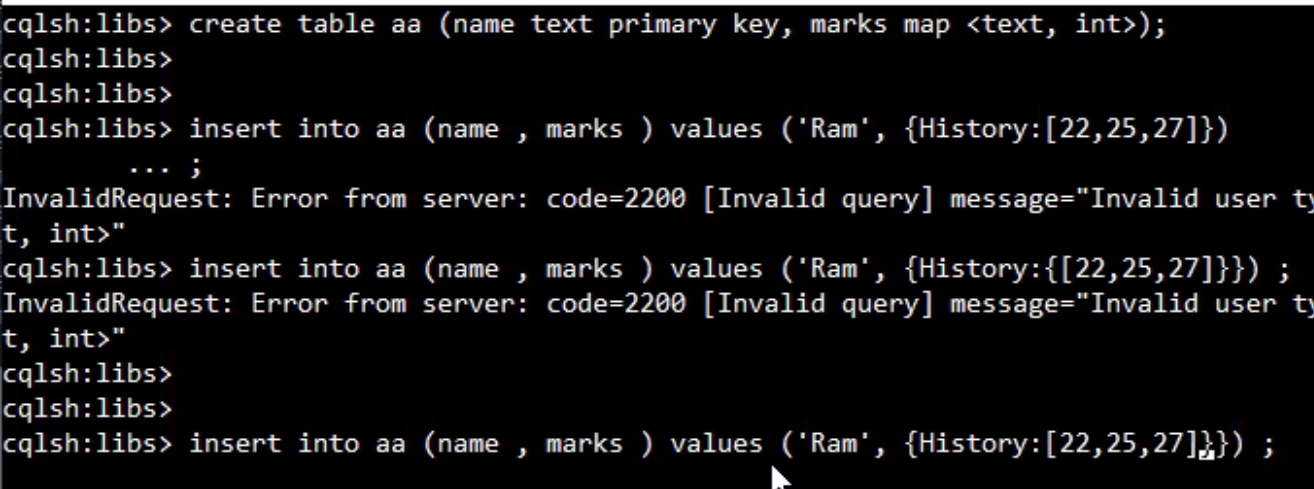 cqlsh:libs> create table aa (name text primary key, marks map <text, int>);
cqlsh:libs>
cqlsh:libs>
cqlsh:libs> insert into aa (name , marks ) values ('Ram', {History:[22,25,27]})
... ;
InvalidRequest: Error from server: code=2200 [Invalid query] message="Invalid user ty
t, int>"
cqlsh:libs> insert into aa (name , marks ) values ('Ram', {History:{[22,25,27]}}) ;
InvalidRequest: Error from server: code=2200 [Invalid query] message="Invalid user ty
t, int>"
cqlsh:libs>
cqlsh:libs>
cqlsh:libs> insert into aa (name , marks ) values ('Ram', {History:[22,25,27]}}) ;